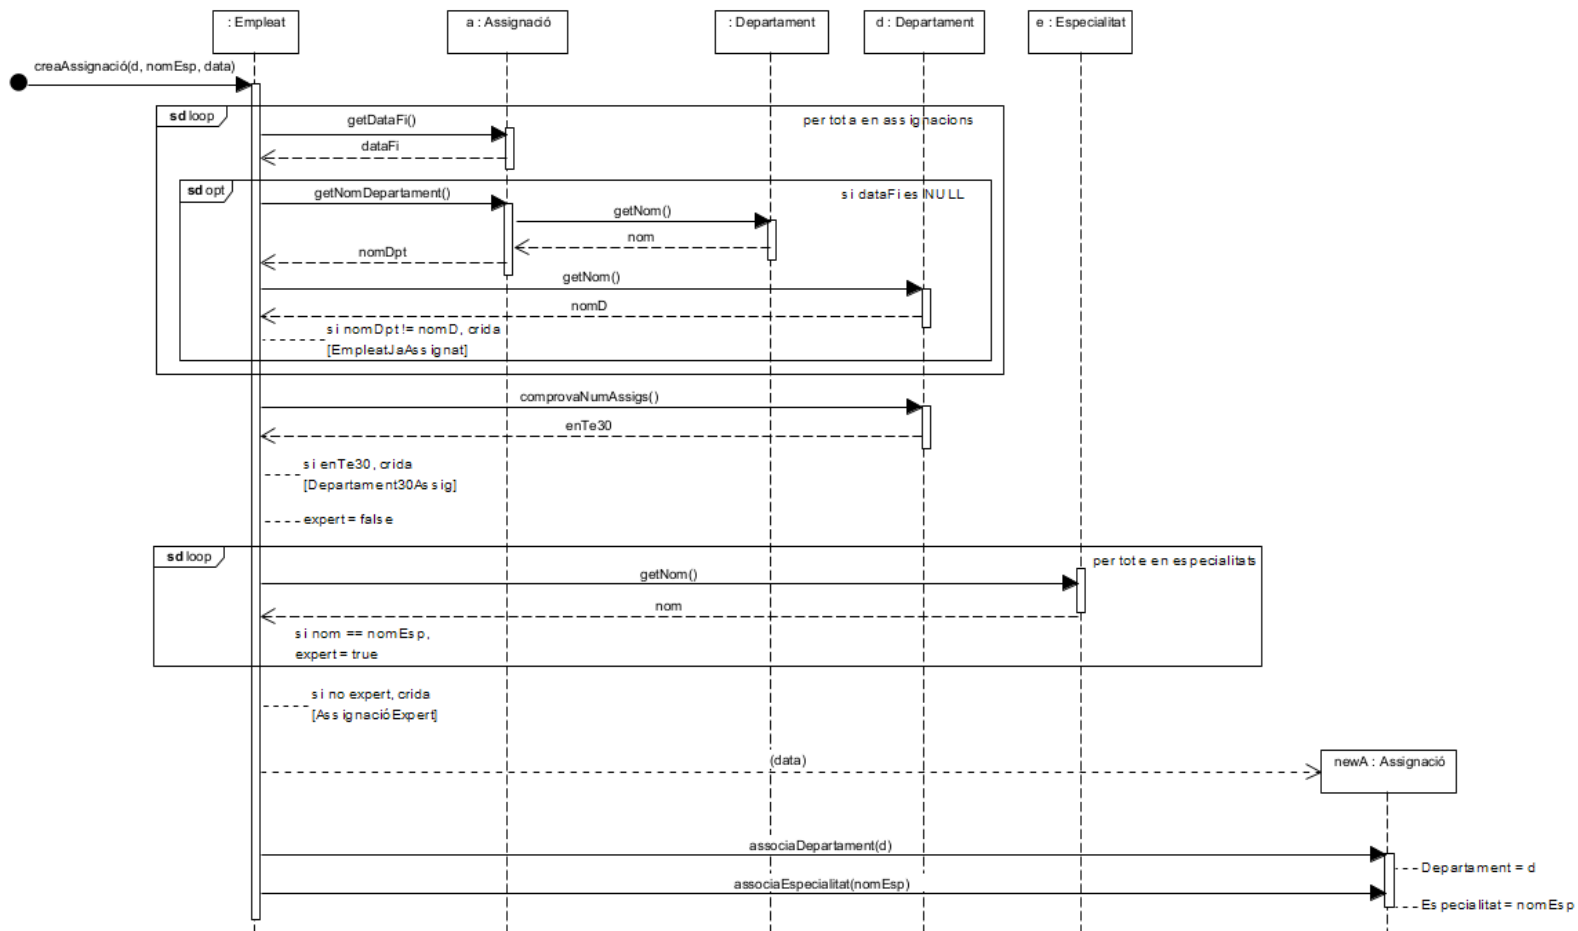 : Empleat
a : Assignació
: Departament
d : Departament
e : Especialitat
creaAssignació(d, nomEsp, data)
sd loop
per tot a en assignacions
getDataFi()
dataFi
sd opt
si dataFi es NULL
getNomDepartament()
getNom()
nom
nomDpt
getNom()
nomD
si nomDpt != nomD, crida
[EmpleatJaAssignat]
comprovaNumAssigs()
enTe30
si enTe30, crida
[Departament30Assig]
expert = false
sd loop
per tot e en especialitats
getNom()
nom
si nom == nomEsp,
expert = true
si no expert, crida
[AssignacióExpert]
(data)
newA : Assignació
associaDepartament(d)
Departament = d
associaEspecialitat(nomEsp)
Especialitat = nomEsp